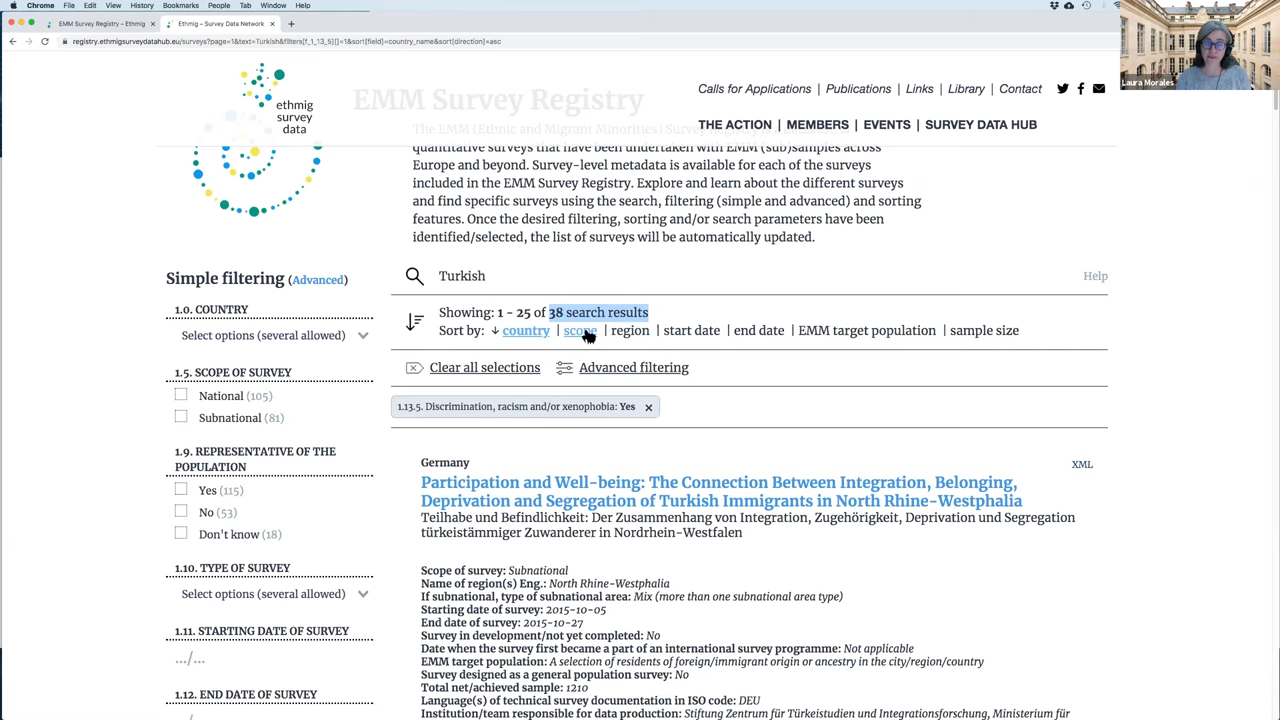 Chrome File Edit View History Bookmarks People Tab Window Help
EMM Survey Registry – Ethmig
Ethmig – Survey Data Network
registry.ethmigsurveydatahub.eu/surveys?page=1&text=Turkish&filters[f_1_13_5][]=1&sort[field]=country_name&sort[direction]=asc
Laura Morales
ethmig
survey
data
EMM Survey Registry
Calls for Applications | Publications | Links | Library | Contact
THE ACTION | MEMBERS | EVENTS | SURVEY DATA HUB
The EMM (Ethnic and Migrant Minorities) Survey
quantitative surveys that have been undertaken with EMM (sub)samples across
Europe and beyond. Survey-level metadata is available for each of the surveys
included in the EMM Survey Registry. Explore and learn about the different surveys
and find specific surveys using the search, filtering (simple and advanced) and sorting
features. Once the desired filtering, sorting and/or search parameters have been
identified/selected, the list of surveys will be automatically updated.
Simple filtering (Advanced)
1.0. COUNTRY
Select options (several allowed)
1.5. SCOPE OF SURVEY
National (105)
Subnational (81)
1.9. REPRESENTATIVE OF THE
POPULATION
Yes (115)
No (53)
Don't know (18)
1.10. TYPE OF SURVEY
Select options (several allowed)
1.11. STARTING DATE OF SURVEY
.../...
1.12. END DATE OF SURVEY
Turkish
Help
Showing: 1 - 25 of 38 search results
Sort by: ↓ country | scope | region | start date | end date | EMM target population | sample size
Clear all selections Advanced filtering
1.13.5. Discrimination, racism and/or xenophobia: Yes ×
Germany
XML
Participation and Well-being: The Connection Between Integration, Belonging,
Deprivation and Segregation of Turkish Immigrants in North Rhine-Westphalia
Teilhabe und Befindlichkeit: Der Zusammenhang von Integration, Zugehörigkeit, Deprivation und Segregation
türkeistämmiger Zuwanderer in Nordrhein-Westfalen
Scope of survey: Subnational
Name of region(s) Eng.: North Rhine-Westphalia
If subnational, type of subnational area: Mix (more than one subnational area type)
Starting date of survey: 2015-10-05
End date of survey: 2015-10-27
Survey in development/not yet completed: No
Date when the survey first became a part of an international survey programme: Not applicable
EMM target population: A selection of residents of foreign/immigrant origin or ancestry in the city/region/country
Survey designed as a general population survey: No
Total net/achieved sample: 1210
Language(s) of technical survey documentation in ISO code: DEU
Institution/team responsible for data production: Stiftung Zentrum für Türkeistudien und Integrationsforschung, Ministerium für